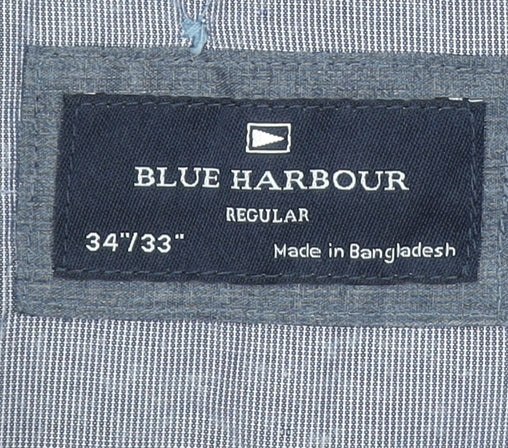 BLUE HARBOUR
REGULAR
34"/33"
Made in Bangladesh